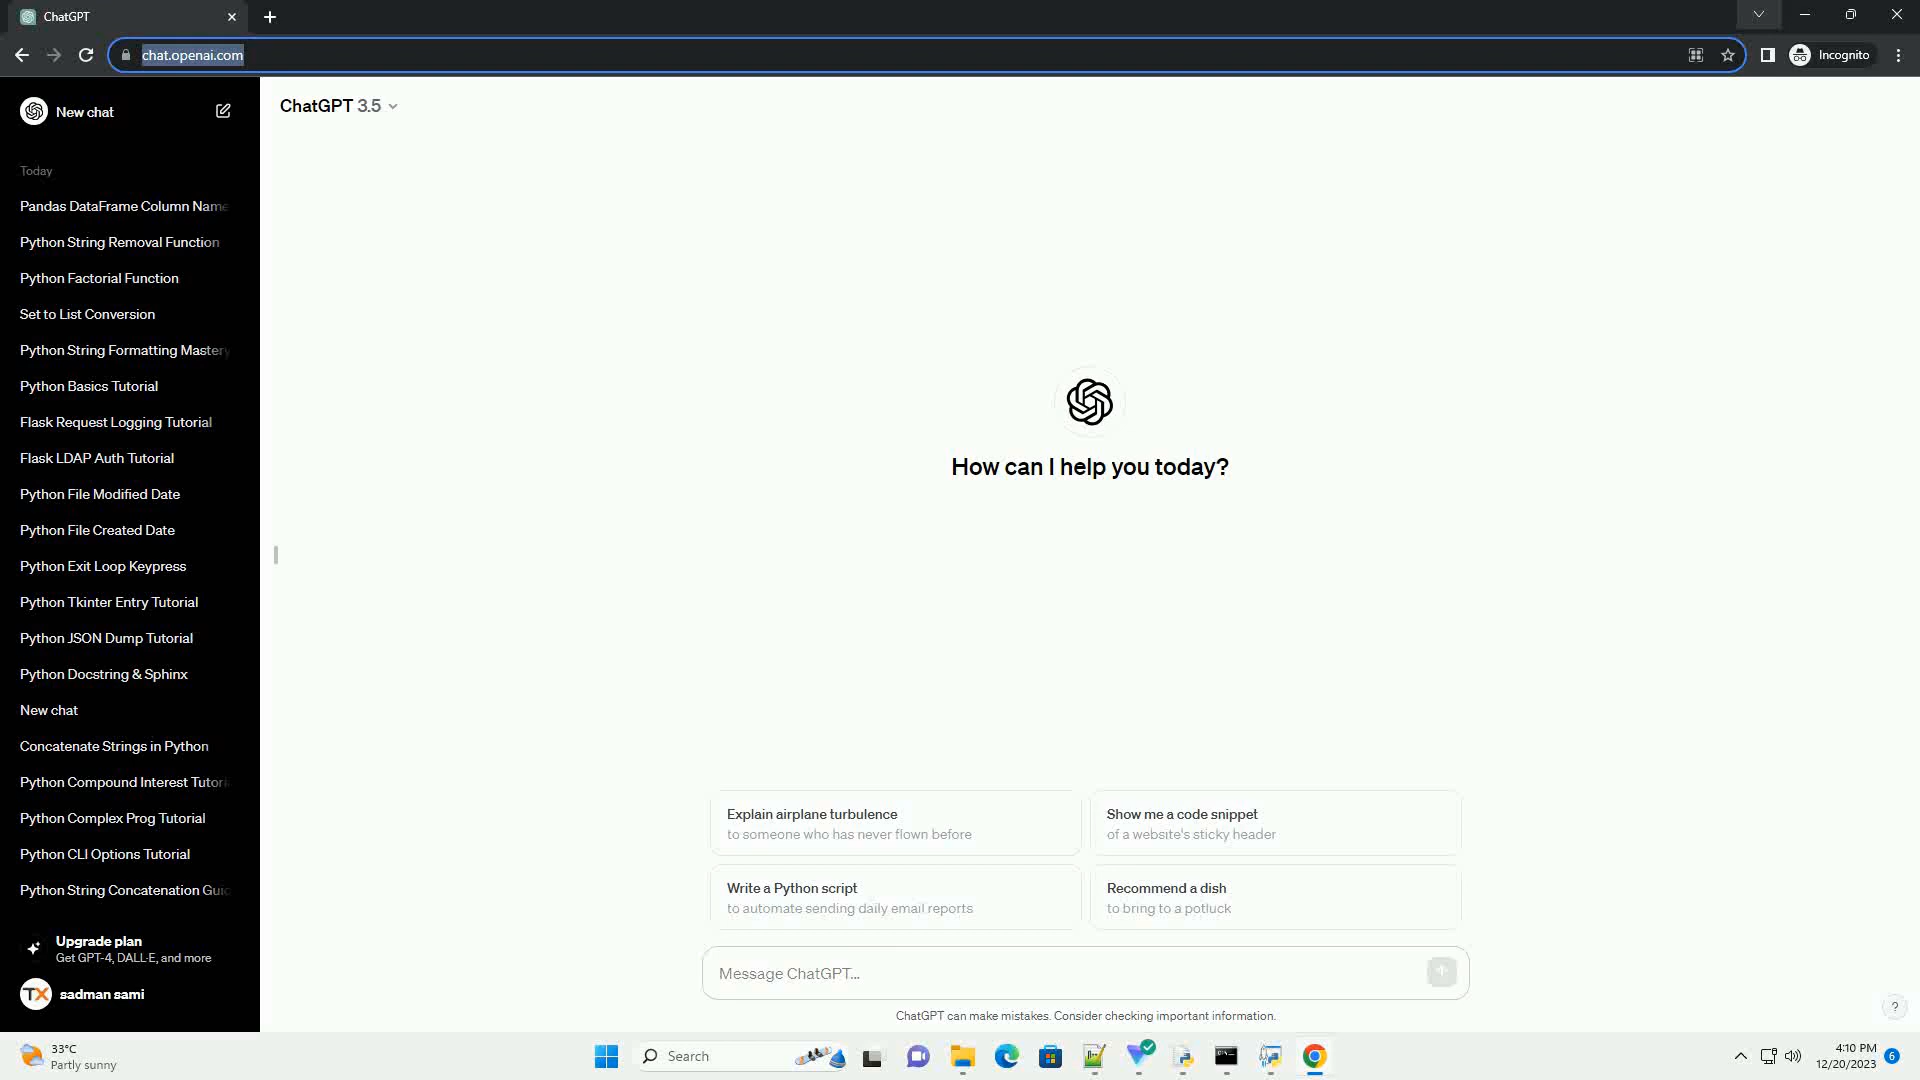 ChatGPT
chat.openai.com
Incognito
New chat
ChatGPT 3.5
Today
Pandas DataFrame Column Name
Python String Removal Function
Python Factorial Function
Set to List Conversion
Python String Formatting Mastery
Python Basics Tutorial
Flask Request Logging Tutorial
Flask LDAP Auth Tutorial
Python File Modified Date
Python File Created Date
Python Exit Loop Keypress
Python Tkinter Entry Tutorial
Python JSON Dump Tutorial
Python Docstring & Sphinx
New chat
Concatenate Strings in Python
Python Compound Interest Tutori
Python Complex Prog Tutorial
Python CLI Options Tutorial
Python String Concatenation Guid
Upgrade plan
Get GPT-4, DALL·E, and more
TX sadman sami
How can I help you today?
Explain airplane turbulence
to someone who has never flown before
Show me a code snippet
of a website's sticky header
Write a Python script
to automate sending daily email reports
Recommend a dish
to bring to a potluck
Message ChatGPT...
ChatGPT can make mistakes. Consider checking important information.
?
33°C
Partly sunny
Search
4:10 PM
12/20/2023
6